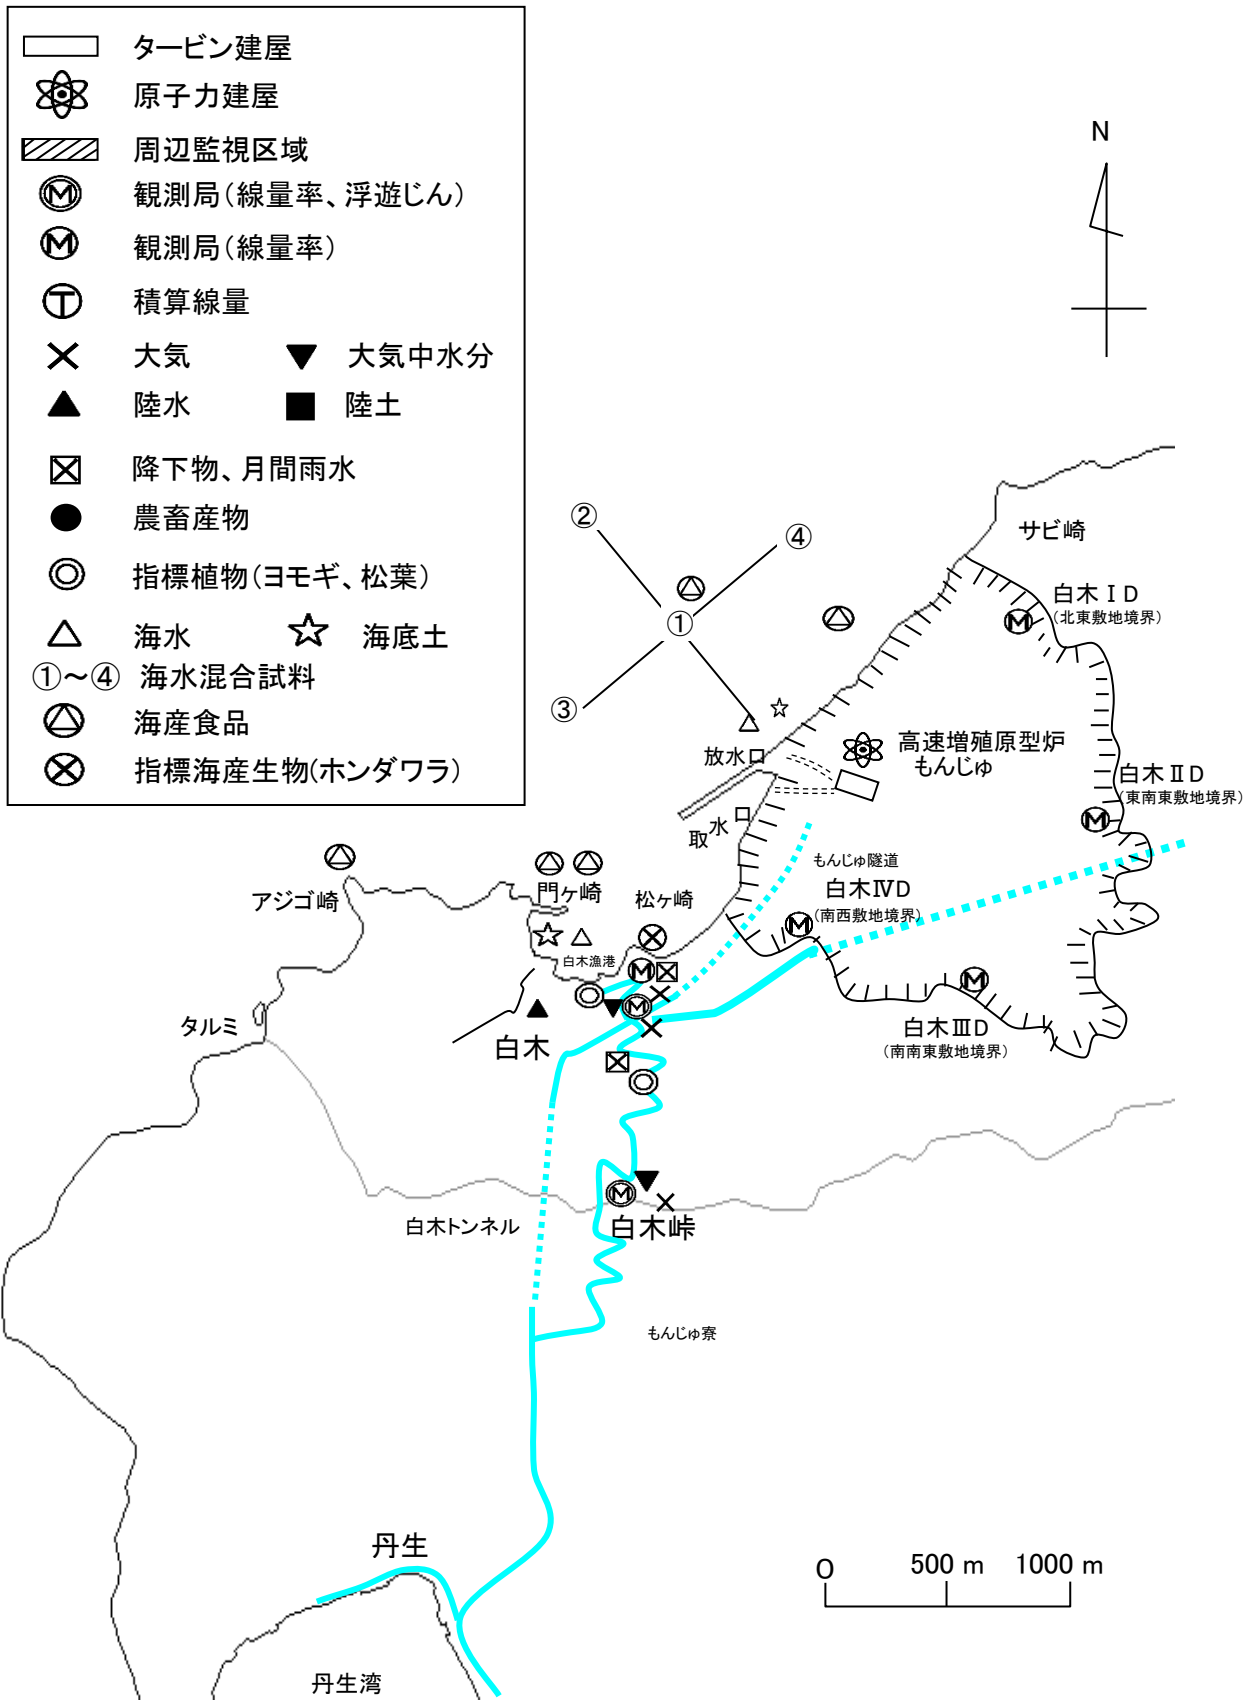 タービン建屋
原子力建屋
周辺監視区域
M 観測局(線量率、浮遊じん)
M 観測局(線量率)
T 積算線量
大気 大気中水分
陸水 陸土
降下物、月間雨水
農畜産物
指標植物(ヨモギ、松葉)
海水 海底土
①～④ 海水混合試料
海産食品
指標海産生物(ホンダワラ)
N
②
④
サビ崎
白木ⅠD
(北東敷地境界)
M
①
③
放水口
高速増殖原型炉
もんじゅ
白木ⅡD
(東南東敷地境界)
M
取水口
もんじゅ隧道
アジゴ崎
門ヶ崎
松ヶ崎
白木ⅣD
(南西敷地境界)
M
白木漁港
M
M
M
タルミ
白木
白木ⅢD
(南南東敷地境界)
M
白木トンネル
白木峠
もんじゅ寮
丹生
0 500 m 1000 m
丹生湾